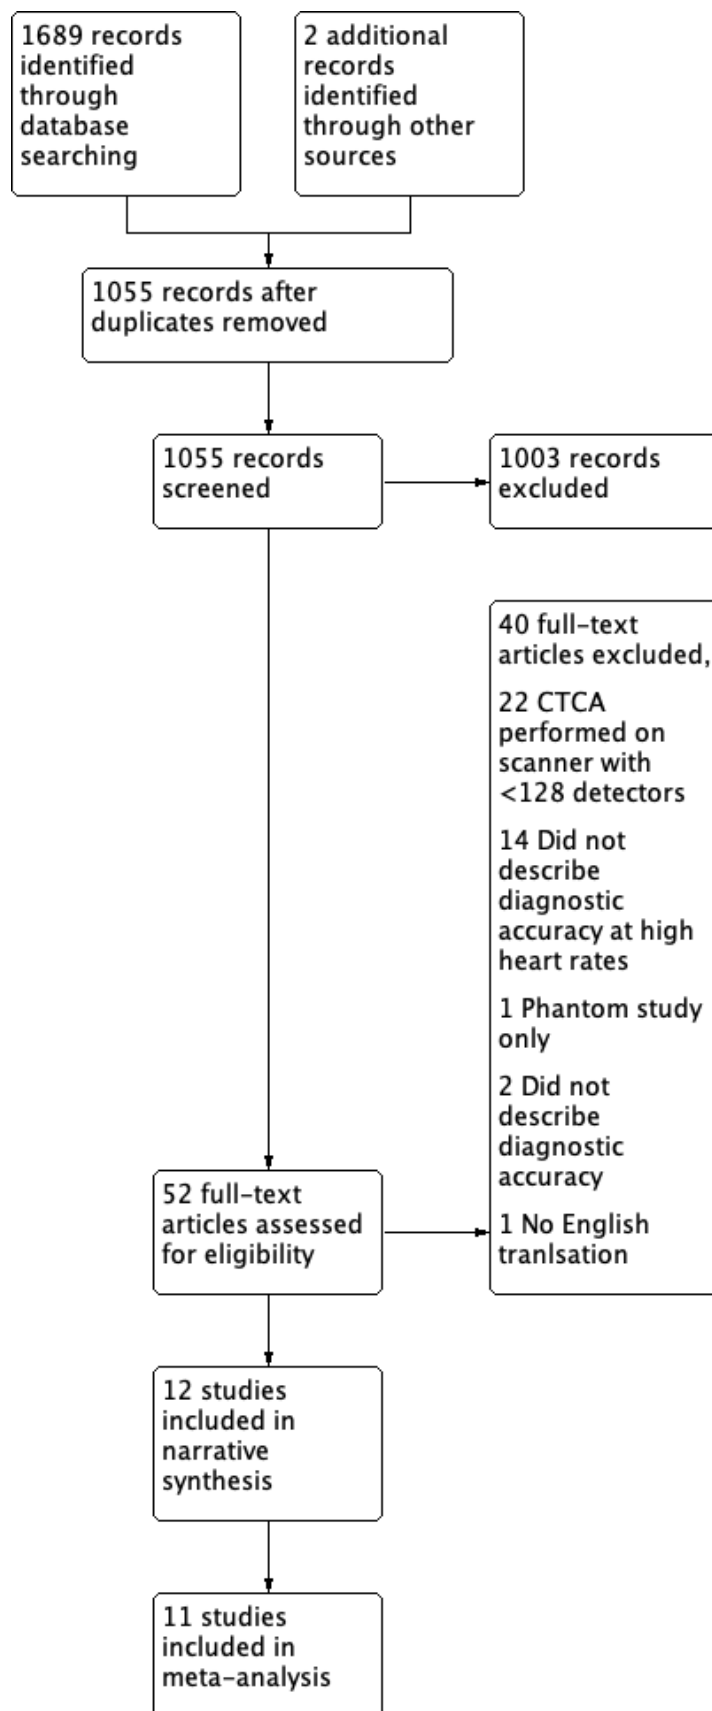 1689 records
identified
through
database
searching
2 additional
records
identified
through other
sources
1055 records after
duplicates removed
1055 records
screened
1003 records
excluded
40 full-text
articles excluded,
22 CTCA
performed on
scanner with
<128 detectors
14 Did not
describe
diagnostic
accuracy at high
heart rates
1 Phantom study
only
2 Did not
describe
diagnostic
accuracy
1 No English
tranlsation
52 full-text
articles assessed
for eligibility
12 studies
included in
narrative
synthesis
11 studies
included in
meta-analysis